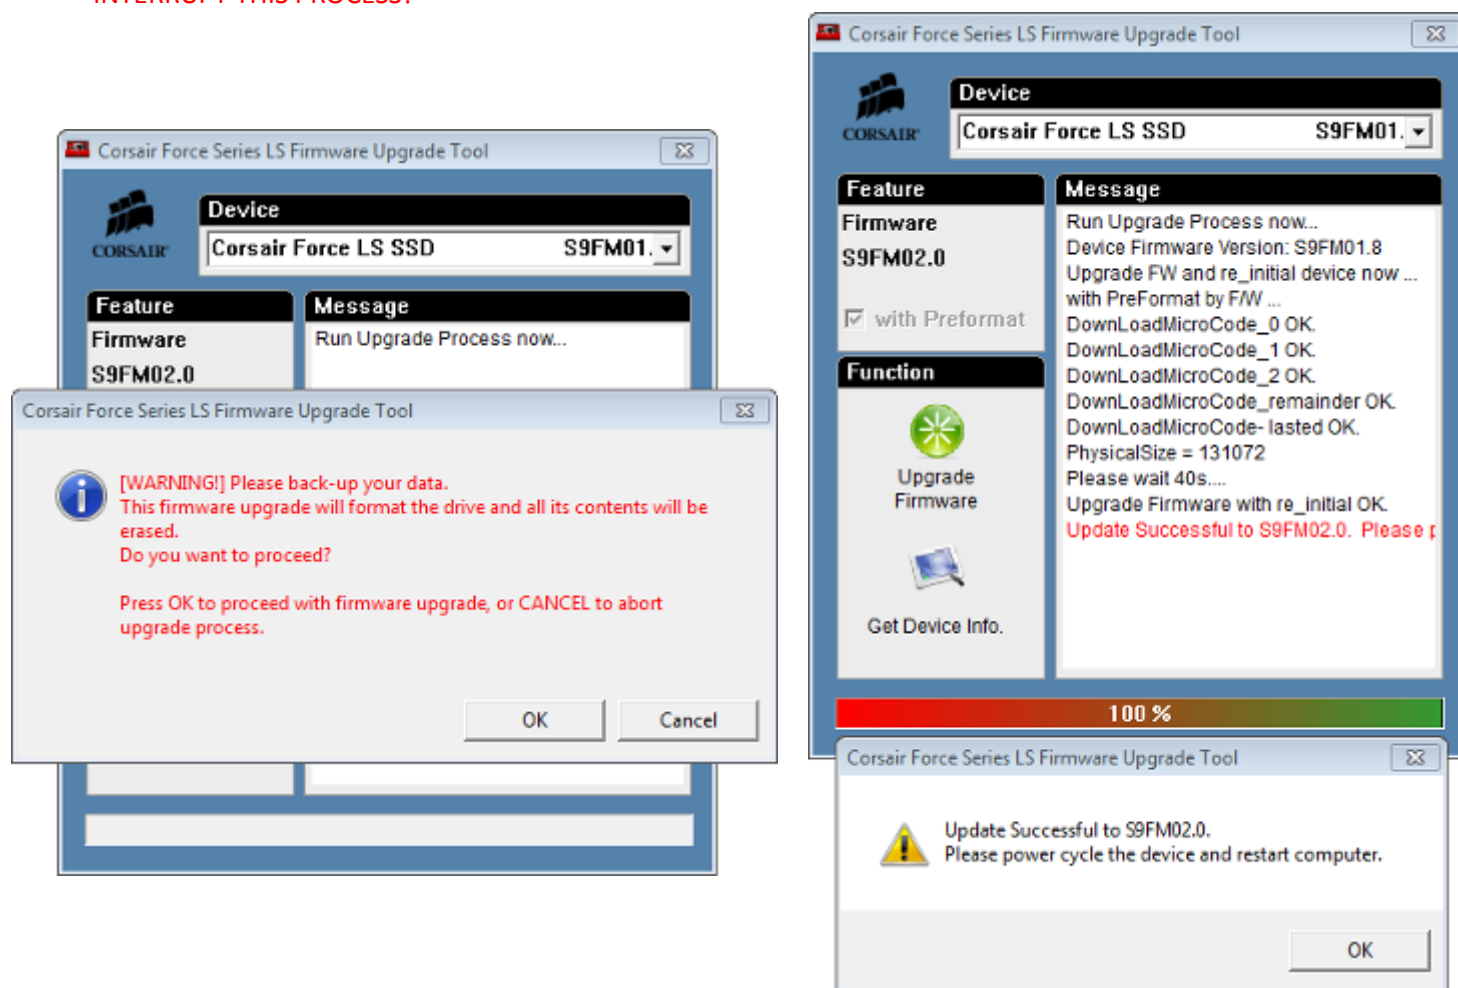 INTERRUPT THIS PROCESS!
Corsair Force Series LS Firmware Upgrade Tool
CORSAIR
Device
Corsair Force LS SSD S9FM01.
Feature
Firmware
S9FM02.0
Message
Run Upgrade Process now...
Corsair Force Series LS Firmware Upgrade Tool
[WARNING!] Please back-up your data.
This firmware upgrade will format the drive and all its contents will be
erased.
Do you want to proceed?
Press OK to proceed with firmware upgrade, or CANCEL to abort
upgrade process.
OK Cancel
Corsair Force Series LS Firmware Upgrade Tool
CORSAIR
Device
Corsair Force LS SSD S9FM01.
Feature
Firmware
S9FM02.0
with Preformat
Function
Upgrade
Firmware
Get Device Info.
Message
Run Upgrade Process now...
Device Firmware Version: S9FM01.8
Upgrade FW and re_initial device now ...
with PreFormat by F/W ...
DownLoadMicroCode_0 OK.
DownLoadMicroCode_1 OK.
DownLoadMicroCode_2 OK.
DownLoadMicroCode_remainder OK.
DownLoadMicroCode- lasted OK.
PhysicalSize = 131072
Please wait 40s....
Upgrade Firmware with re_initial OK.
Update Successful to S9FM02.0. Please
100 %
Corsair Force Series LS Firmware Upgrade Tool
Update Successful to S9FM02.0.
Please power cycle the device and restart computer.
OK